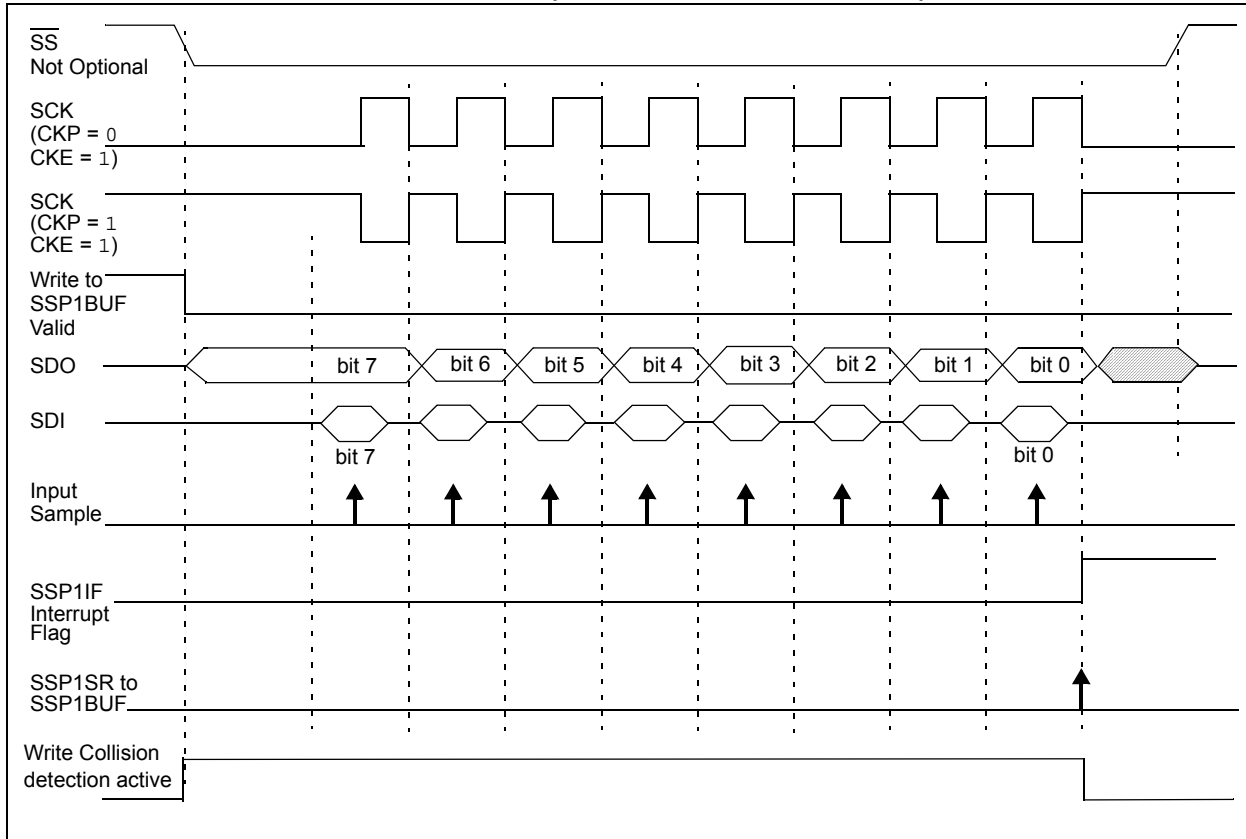 SS
Not Optional
SCK
(CKP = 0
CKE = 1)
SCK
(CKP = 1
CKE = 1)
Write to
SSP1BUF
Valid
SDO
bit 7 bit 6 bit 5 bit 4 bit 3 bit 2 bit 1 bit 0
SDI
bit 7 bit 0
Input
Sample
SSP1IF
Interrupt
Flag
SSP1SR to
SSP1BUF
Write Collision
detection active